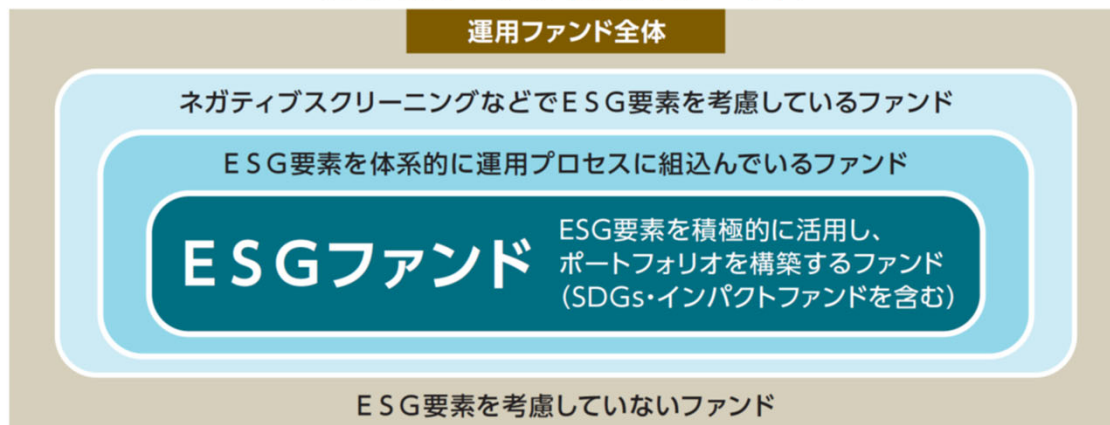 運用ファンド全体
ネガティブスクリーニングなどでＥＳＧ要素を考慮しているファンド
ＥＳＧ要素を体系的に運用プロセスに組込んでいるファンド
ＥＳＧファンド
ESG要素を積極的に活用し、
ポートフォリオを構築するファンド
（SDGs・インパクトファンドを含む）
ＥＳＧ要素を考慮していないファンド